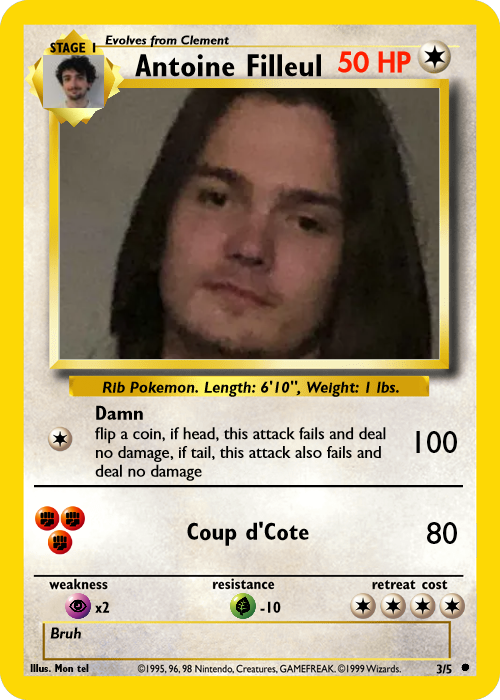 STAGE 1
Evolves from Clement
Antoine Filleul 50 HP
Rib Pokemon. Length: 6'10", Weight: 1 lbs.
Damn
flip a coin, if head, this attack fails and deal
no damage, if tail, this attack also fails and
deal no damage
100
Coup d'Cote 80
weakness resistance retreat cost
x2 -10
Bruh
Illus. Mon tel ©1995, 96, 98 Nintendo, Creatures, GAMEFREAK. ©1999 Wizards. 3/5